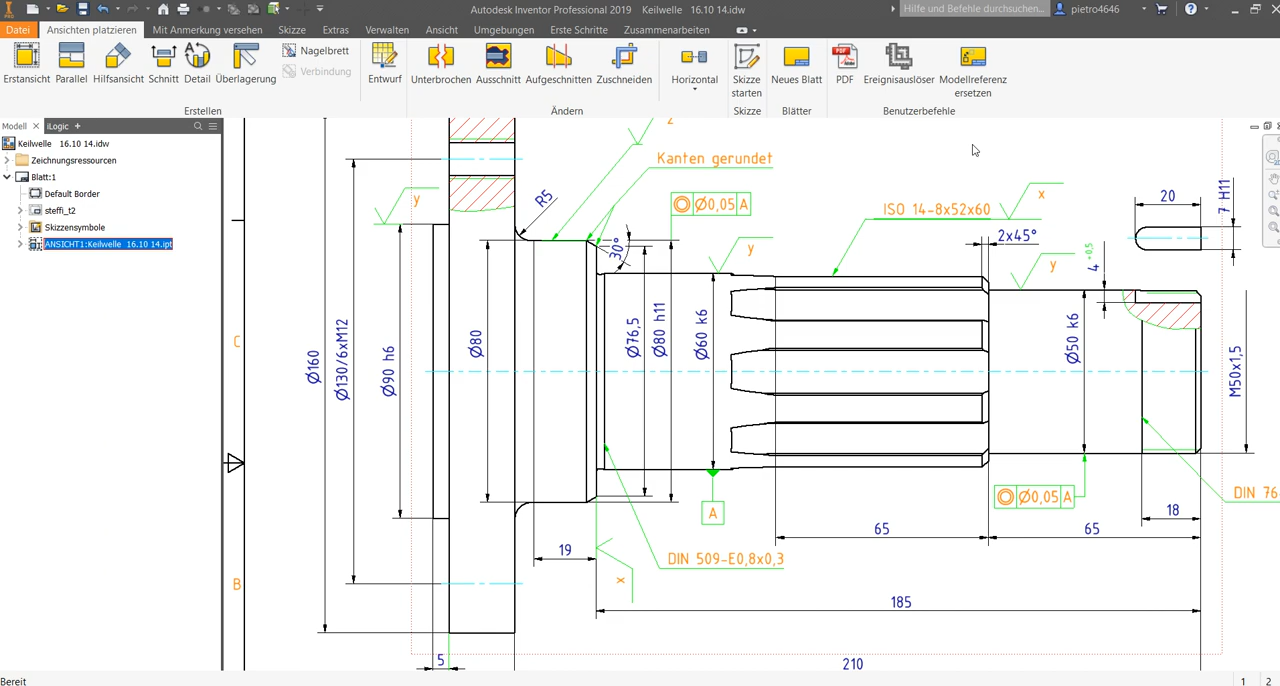 Autodesk Inventor Professional 2019 Keilwelle 16.10 14.idw
Hilfe und Befehle durchsuchen...
pietro4646
Datei Ansichten platzieren Mit Anmerkung versehen Skizze Extras Verwalten Ansicht Umgebungen Erste Schritte Zusammenarbeiten
Erstansicht Parallel Hilfsansicht Schnitt Detail Überlagerung
Nagelbrett
Verbindung
Entwurf
Unterbrochen Ausschnitt Aufgeschnitten Zuschneiden
Horizontal
Skizze starten
Neues Blatt
PDF Ereignisauslöser Modellreferenz ersetzen
Erstellen Ändern Skizze Blätter Benutzerbefehle
Modell iLogic
Keilwelle 16.10 14.idw
Zeichnungsressourcen
Blatt:1
Default Border
steffi_t2
Skizzensymbole
ANSICHT1:Keilwelle 16.10 14.ipt
C
B
z
Kanten gerundet
y
R5
Ø0,05 A
ISO 14-8x52x60
x
20
7 H11
30°
y
2x45°
y
4 +0,5
Ø160
Ø130/6xM12
Ø90 h6
Ø80
Ø76,5
Ø80 h11
Ø60 k6
Ø50 k6
M50x1,5
A
Ø0,05 A
DIN 76
18
65
65
19
DIN 509-E0,8x0,3
x
185
5
210
Bereit
1 2